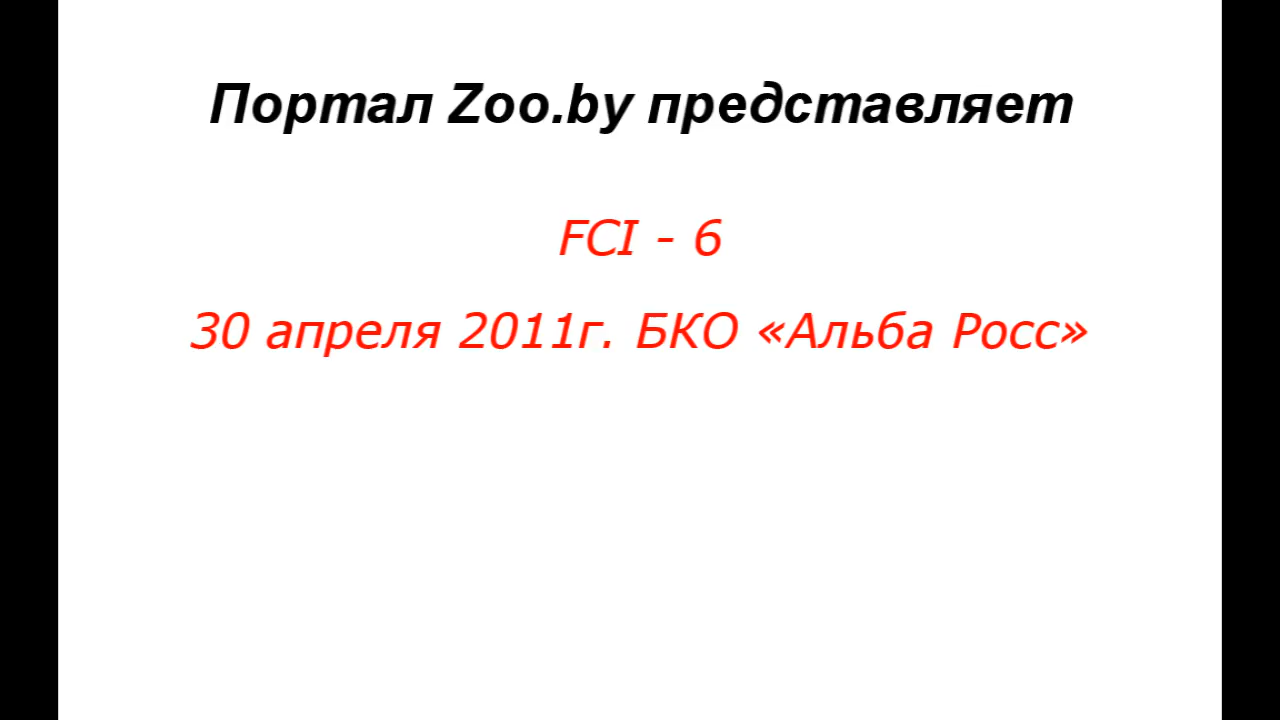 Портал Zoo.by представляет
FCI - 6
30 апреля 2011г. БКО «Альба Росс»